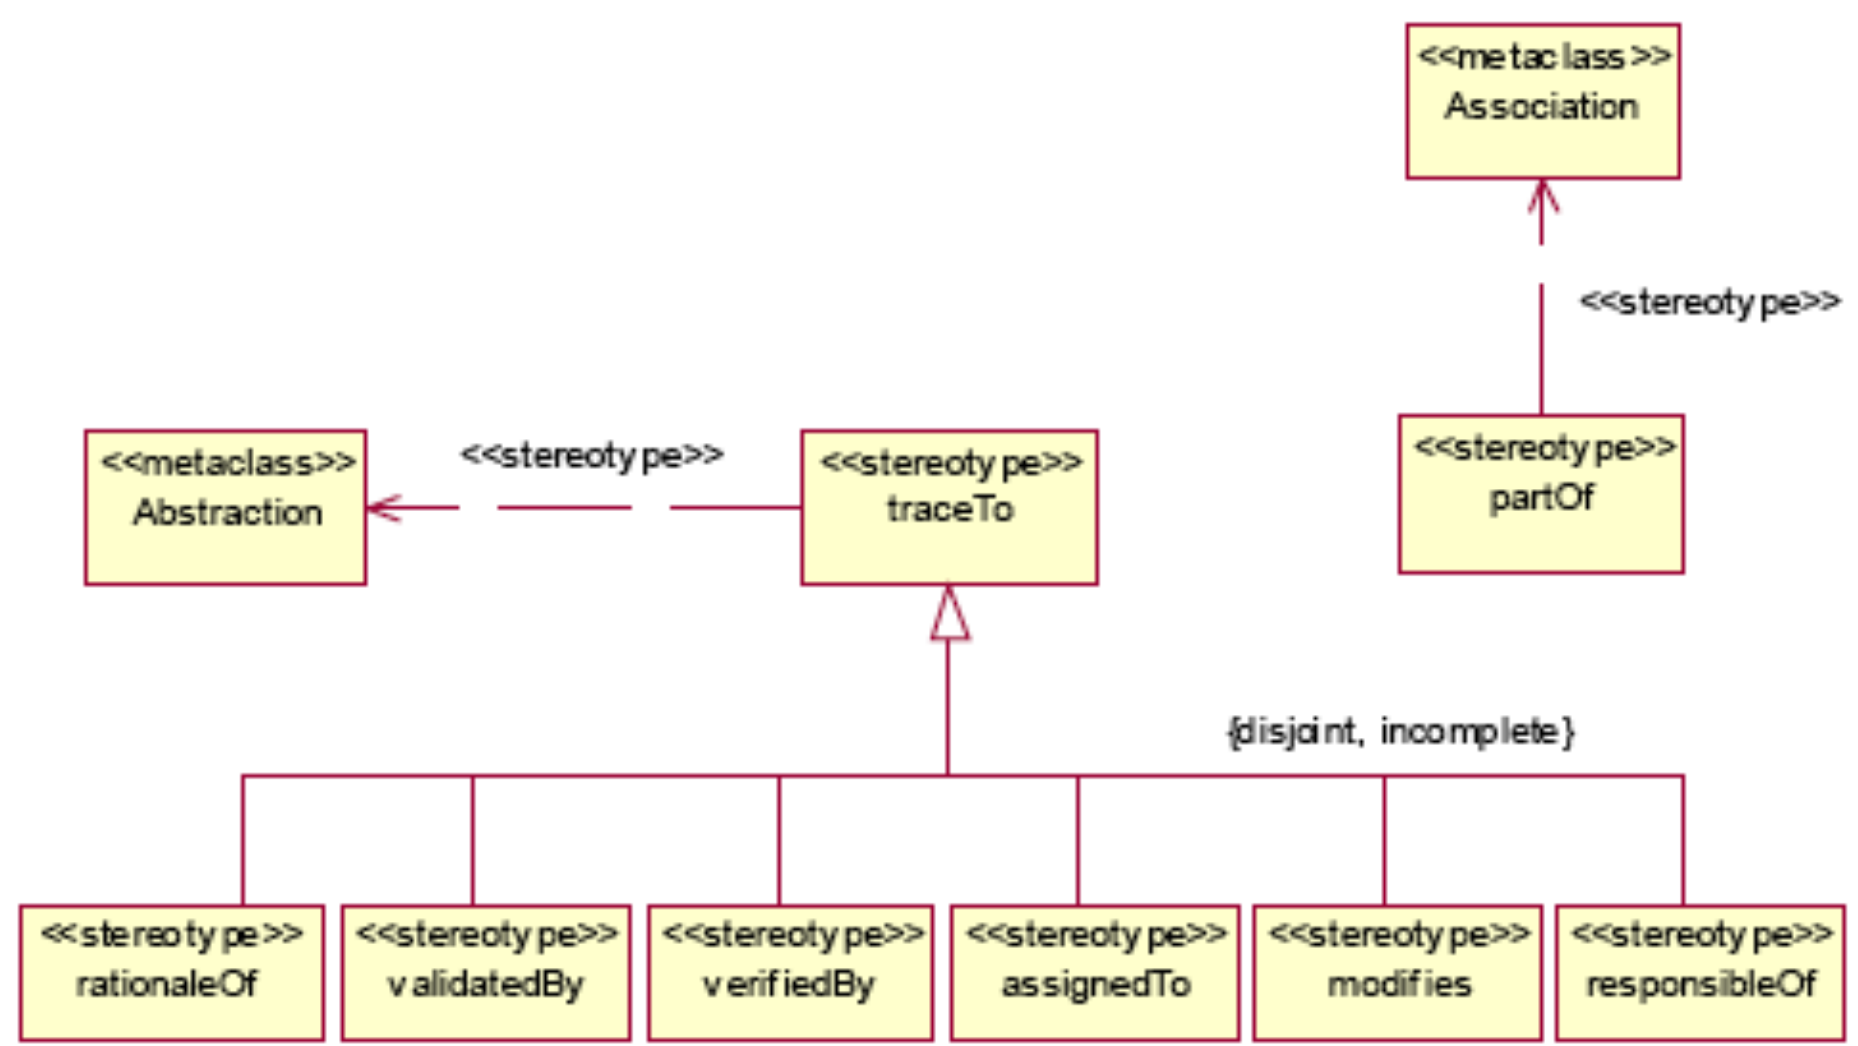 <<metaclass>>
Association
<<stereotype>>
<<metaclass>>
Abstraction
<<stereotype>>
<<stereotype>>
traceTo
<<stereotype>>
partOf
{disjoint, incomplete}
<<stereotype>>
rationaleOf
<<stereotype>>
validatedBy
<<stereotype>>
verifiedBy
<<stereotype>>
assignedTo
<<stereotype>>
modifies
<<stereotype>>
responsibleOf